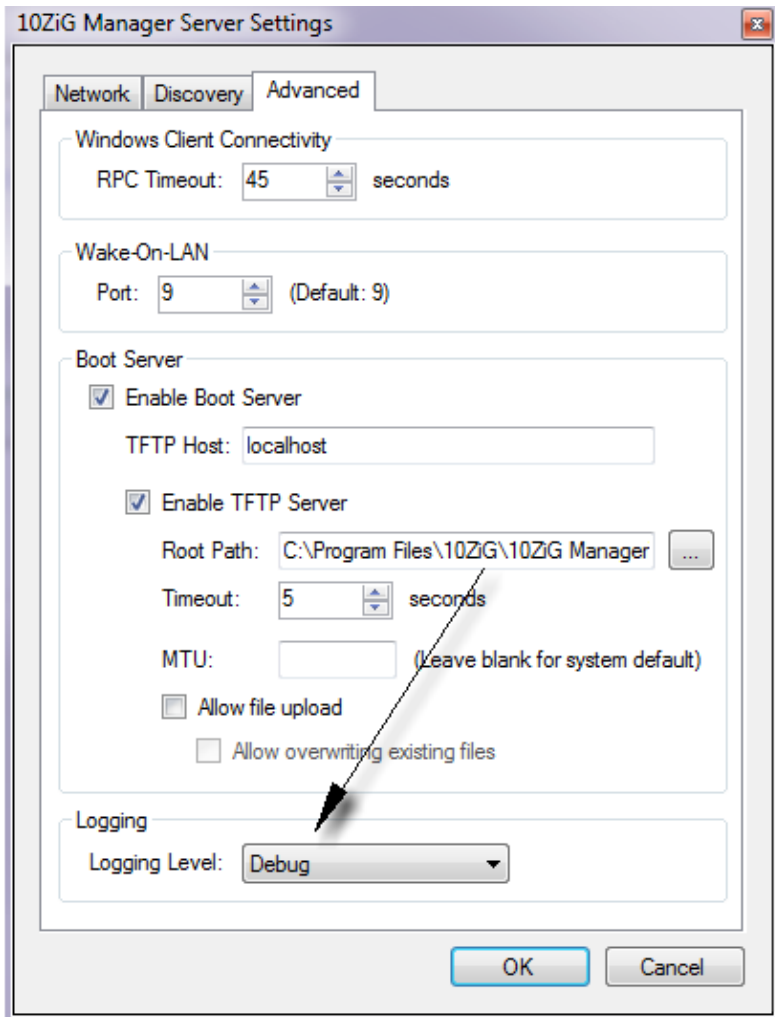 10ZiG Manager Server Settings
Network Discovery Advanced
Windows Client Connectivity
RPC Timeout: 45 seconds
Wake-On-LAN
Port: 9 (Default: 9)
Boot Server
Enable Boot Server
TFTP Host: localhost
Enable TFTP Server
Root Path: C:\Program Files\10ZiG\10ZiG Manager ...
Timeout: 5 seconds
MTU: (Leave blank for system default)
Allow file upload
Allow overwriting existing files
Logging
Logging Level: Debug
OK Cancel